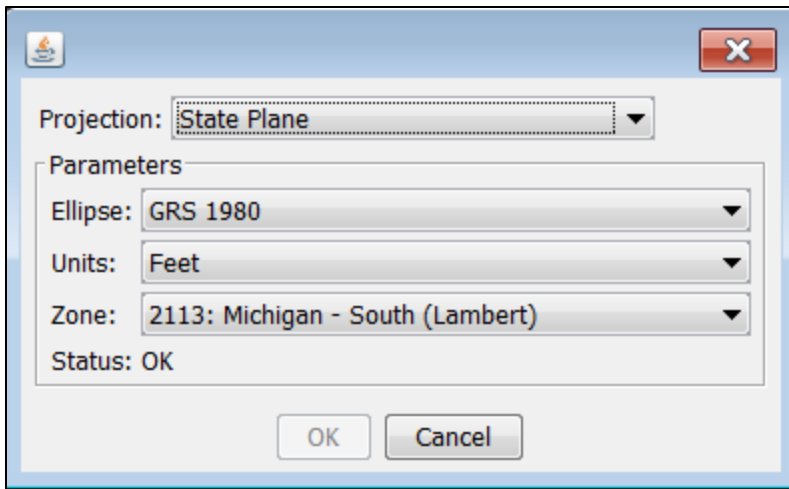 Projection: State Plane
Parameters
Ellipse: GRS 1980
Units: Feet
Zone: 2113: Michigan - South (Lambert)
Status: OK
OK Cancel